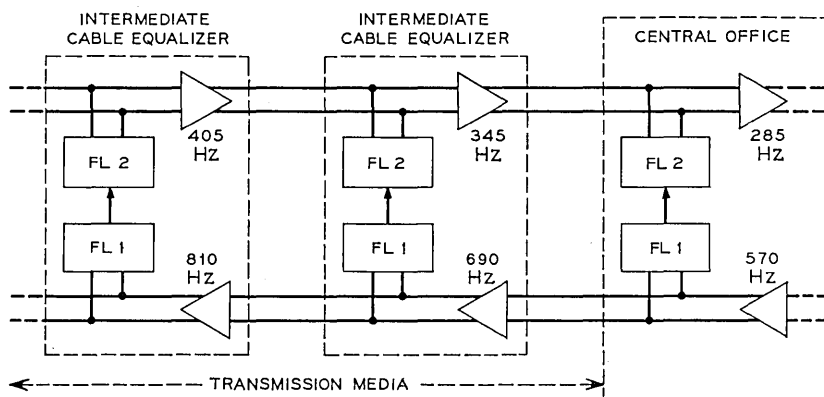 INTERMEDIATE
CABLE EQUALIZER
INTERMEDIATE
CABLE EQUALIZER
CENTRAL OFFICE
405
Hz
345
Hz
285
Hz
FL 2
FL 2
FL 2
FL 1
FL 1
FL 1
810
Hz
690
Hz
570
Hz
TRANSMISSION MEDIA